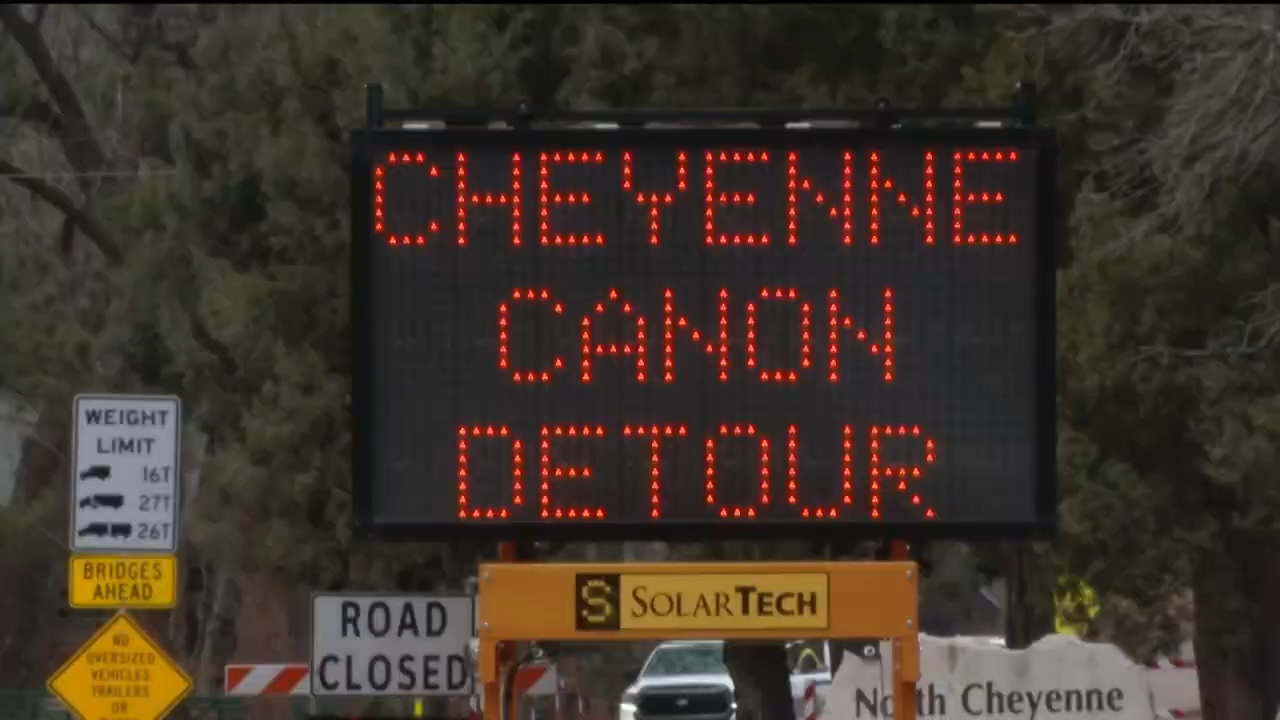 CHEYENNE
CANON
DETOUR
WEIGHT
LIMIT
16T
27T
26T
BRIDGES
AHEAD
NO
OVERSIZED
VEHICLES
TRAILERS
OR
ROAD
CLOSED
S SOLARTECH
North Cheyenne